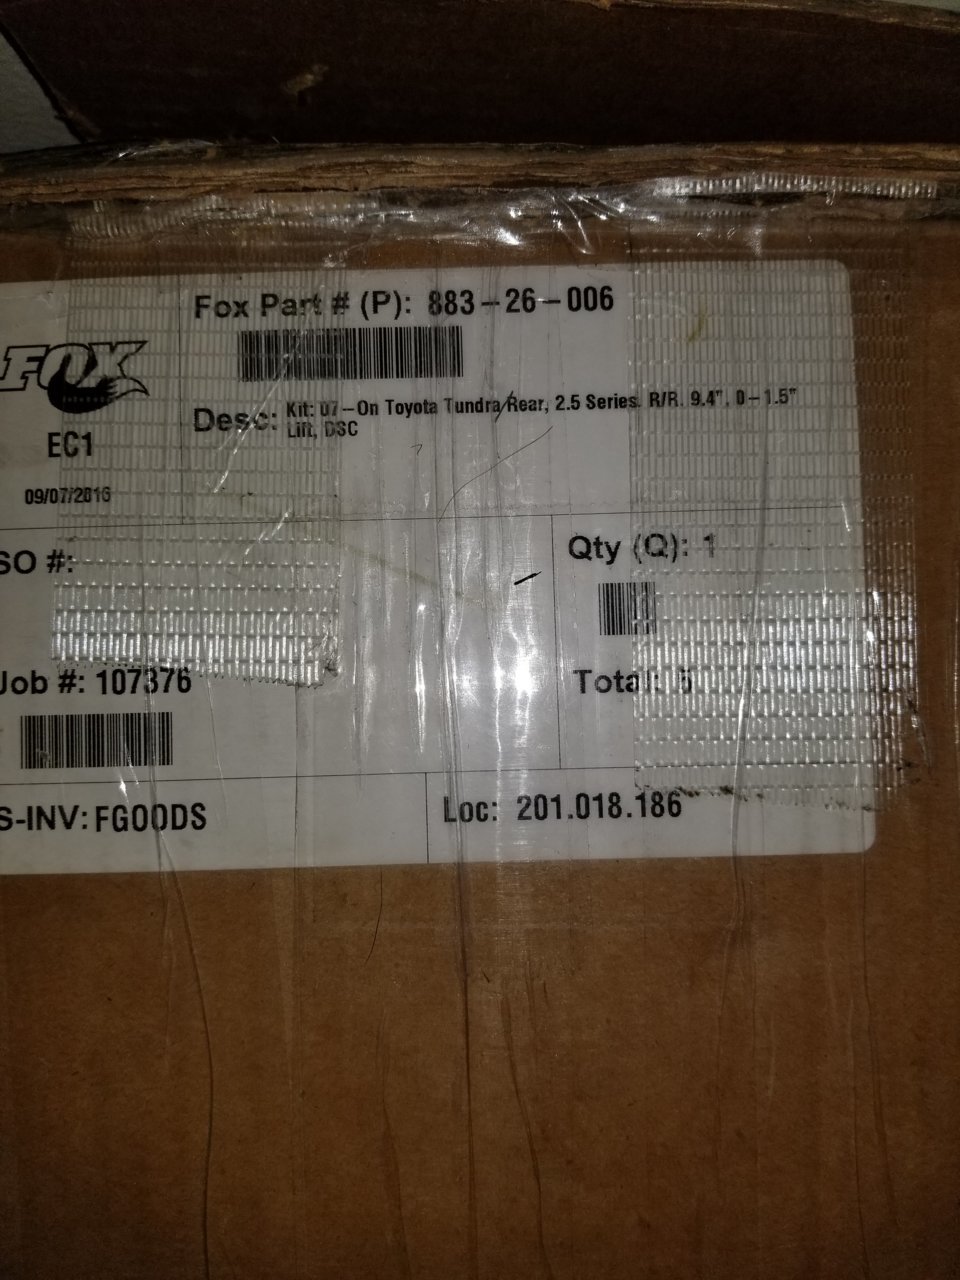 Fox Part # (P): 883-26-006
FOX
Desc: Kit: 07-On Toyota Tundra Rear, 2.5 Series. R/R. 9.4". 0-1.5"
Lift, DSC
EC1
09/07/2016
SO #:
Qty (Q): 1
Job #: 107376
Total: 5
S-INV: FGOODS
Loc: 201.018.186